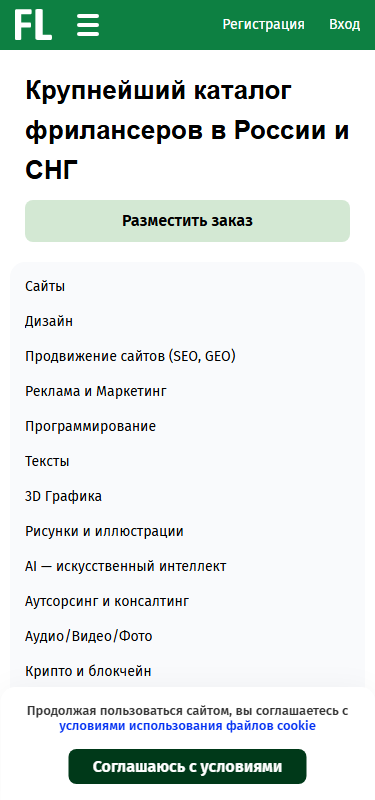 FL
Регистрация Вход
Крупнейший каталог
фрилансеров в России и
СНГ
Разместить заказ
Сайты
Дизайн
Продвижение сайтов (SEO, GEO)
Реклама и Маркетинг
Программирование
Тексты
3D Графика
Рисунки и иллюстрации
AI — искусственный интеллект
Аутсорсинг и консалтинг
Аудио/Видео/Фото
Крипто и блокчейн
Продолжая пользоваться сайтом, вы соглашаетесь с
условиями использования файлов cookie
Соглашаюсь с условиями